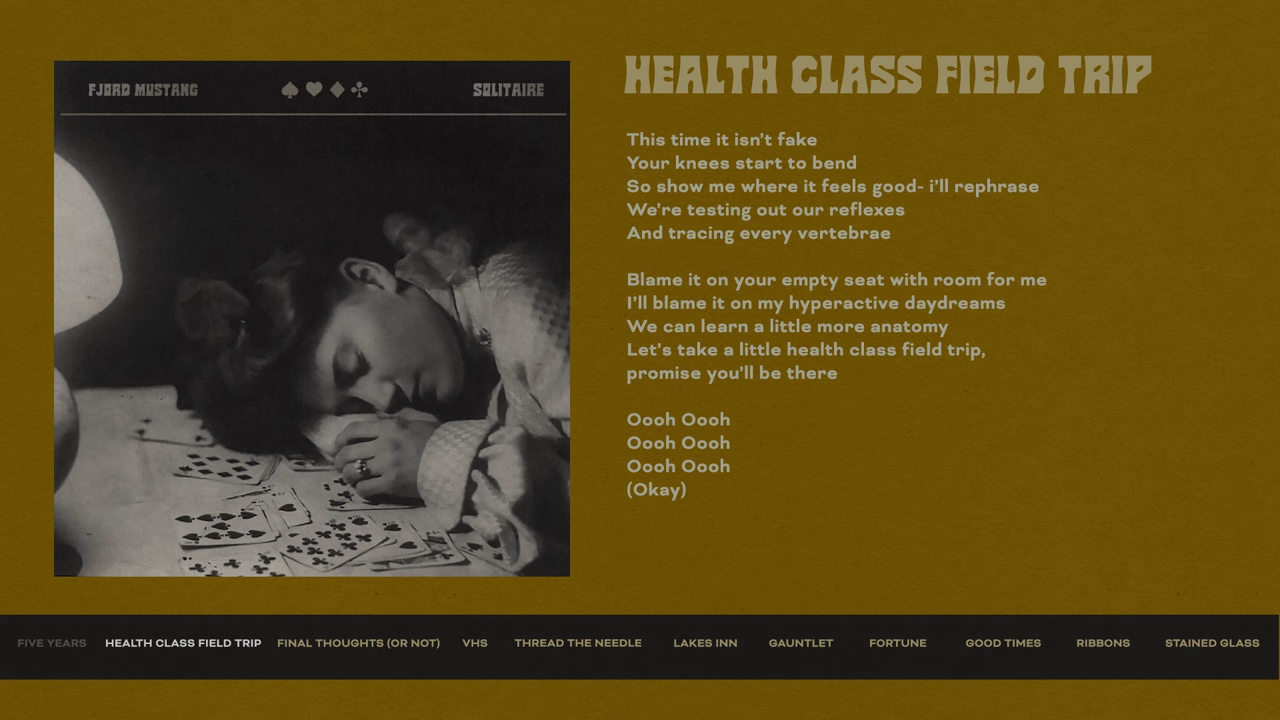 FJORD MUSTANG
SOLITAIRE
HEALTH CLASS FIELD TRIP
This time it isn't fake
Your knees start to bend
So show me where it feels good- i'll rephrase
We're testing out our reflexes
And tracing every vertebrae
Blame it on your empty seat with room for me
I'll blame it on my hyperactive daydreams
We can learn a little more anatomy
Let's take a little health class field trip,
promise you'll be there
Oooh Oooh
Oooh Oooh
Oooh Oooh
(Okay)
FIVE YEARS HEALTH CLASS FIELD TRIP FINAL THOUGHTS (OR NOT) VHS THREAD THE NEEDLE LAKES INN GAUNTLET FORTUNE GOOD TIMES RIBBONS STAINED GLASS